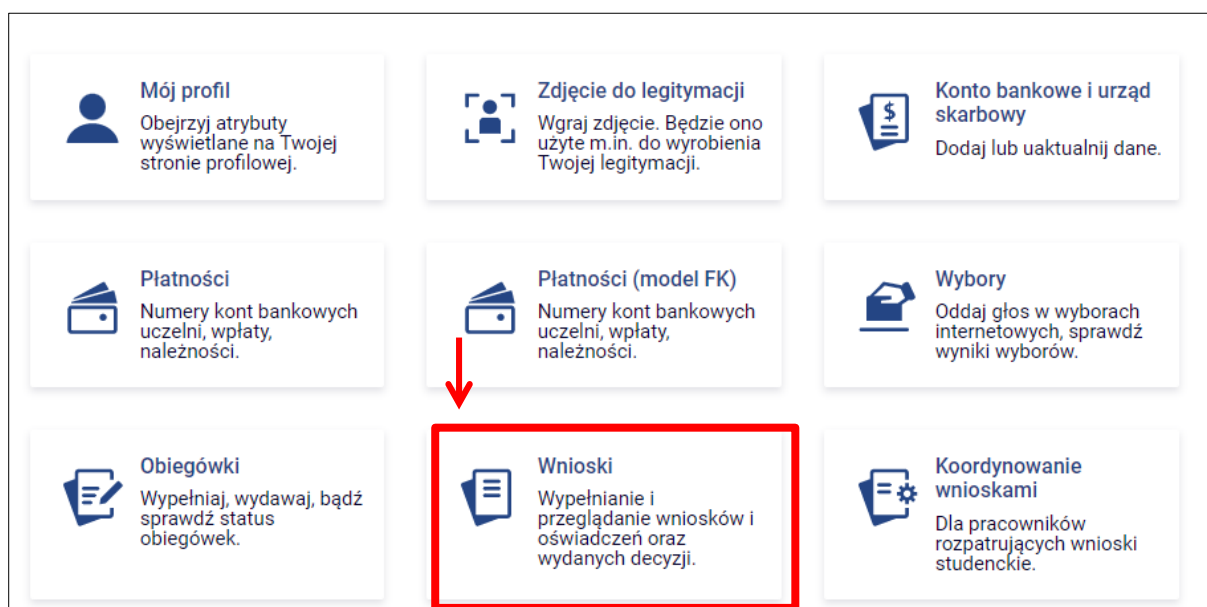 Mój profil
Obejrzyj atrybuty
wyświetlane na Twojej
stronie profilowej.
Zdjęcie do legitymacji
Wgraj zdjęcie. Będzie ono
użyte m.in. do wyrobienia
Twojej legitymacji.
Konto bankowe i urząd
skarbowy
Dodaj lub uaktualnij dane.
Płatności
Numery kont bankowych
uczelni, wpłaty,
należności.
Płatności (model FK)
Numery kont bankowych
uczelni, wpłaty,
należności.
Wybory
Oddaj głos w wyborach
internetowych, sprawdź
wyniki wyborów.
Obiegówki
Wypełniaj, wydawaj, bądź
sprawdź status
obiegówek.
Wnioski
Wypełnianie i
przeglądanie wniosków i
oświadczeń oraz
wydanych decyzji.
Koordynowanie
wnioskami
Dla pracowników
rozpatrujących wnioski
studenckie.